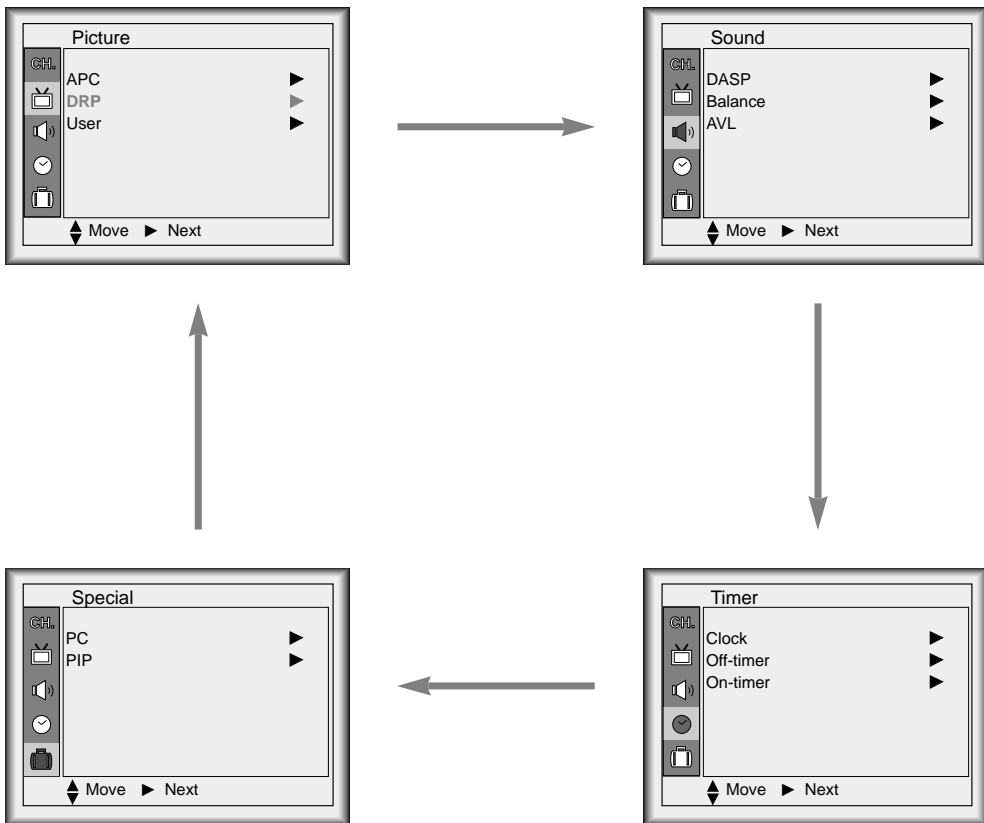 Picture
CH.
APC
DRP
User
Move Next
Sound
CH.
DASP
Balance
AVL
Move Next
Special
CH.
PC
PIP
Move Next
Timer
CH.
Clock
Off-timer
On-timer
Move Next